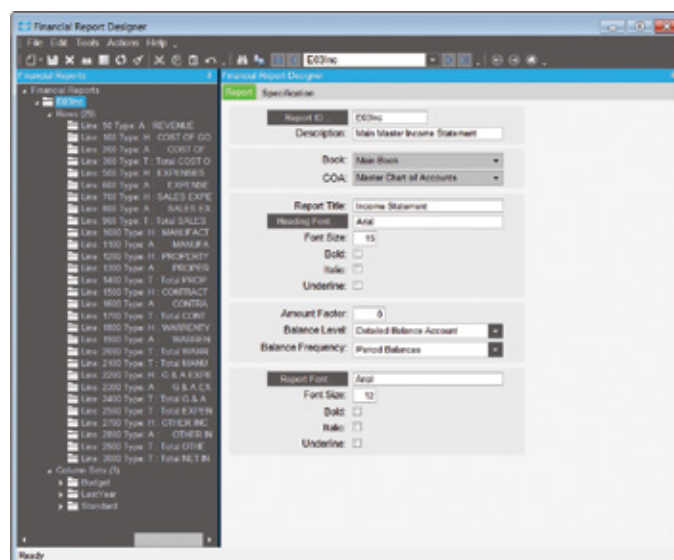 Financial Report Designer
File Edit Tools Actions Help
E03Inc
Financial Reports
Financial Report Designer
Financial Reports
E03Inc
Rows (29)
Line: 50 Type: A : REVENUE
Line: 100 Type: H : COST OF GO
Line: 200 Type: A : COST OF
Line: 300 Type: T : Total COST O
Line: 500 Type: H : EXPENSES
Line: 600 Type: A : EXPENSE
Line: 700 Type: H : SALES EXPE
Line: 800 Type: A : SALES EX
Line: 900 Type: T : Total SALES
Line: 1000 Type: H : MANUFACT
Line: 1100 Type: A : MANUFA
Line: 1200 Type: H : PROPERTY
Line: 1300 Type: A : PROPER
Line: 1400 Type: T : Total PROP
Line: 1500 Type: H : CONTRACT
Line: 1600 Type: A : CONTRA
Line: 1700 Type: T : Total CONT
Line: 1800 Type: H : WARRENTY
Line: 1900 Type: A : WARREN
Line: 2000 Type: T : Total WARR
Line: 2100 Type: T : Total MANU
Line: 2200 Type: H : G & A EXPE
Line: 2300 Type: A : G & A EX
Line: 2400 Type: T : Total G & A
Line: 2500 Type: T : Total EXPEN
Line: 2700 Type: H : OTHER INC
Line: 2800 Type: A : OTHER IN
Line: 2900 Type: T : Total OTHE
Line: 3000 Type: T : Total NET IN
Column Sets (3)
Budget
LastYear
Standard
Report Specification
Report ID... E03Inc
Description: Main Master Income Statement
Book: Main Book
COA: Master Chart of Accounts
Report Title: Income Statement
Heading Font Arial
Font Size: 15
Bold:
Italic:
Underline:
Amount Factor: 0
Balance Level: Detailed Balance Account
Balance Frequency: Period Balances
Report Font Arial
Font Size: 12
Bold:
Italic:
Underline:
Ready